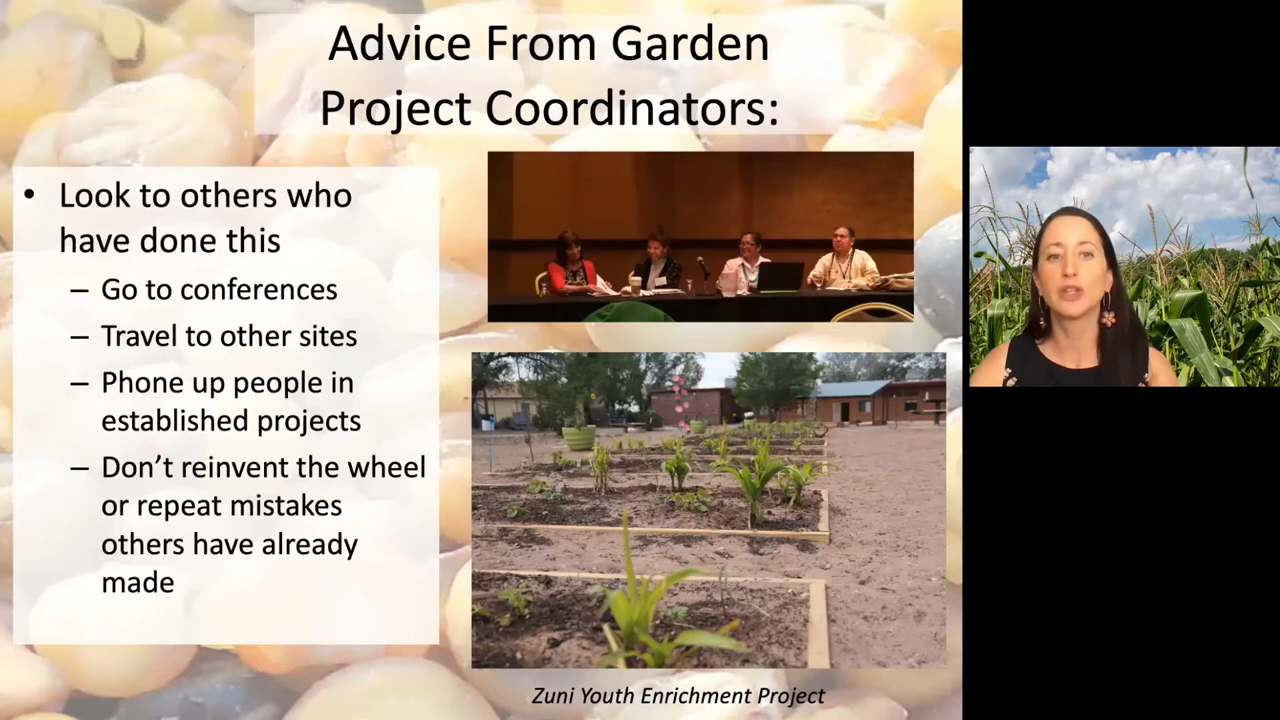 Advice From Garden
Project Coordinators:
• Look to others who
have done this
– Go to conferences
– Travel to other sites
– Phone up people in
established projects
– Don’t reinvent the wheel
or repeat mistakes
others have already
made
Zuni Youth Enrichment Project